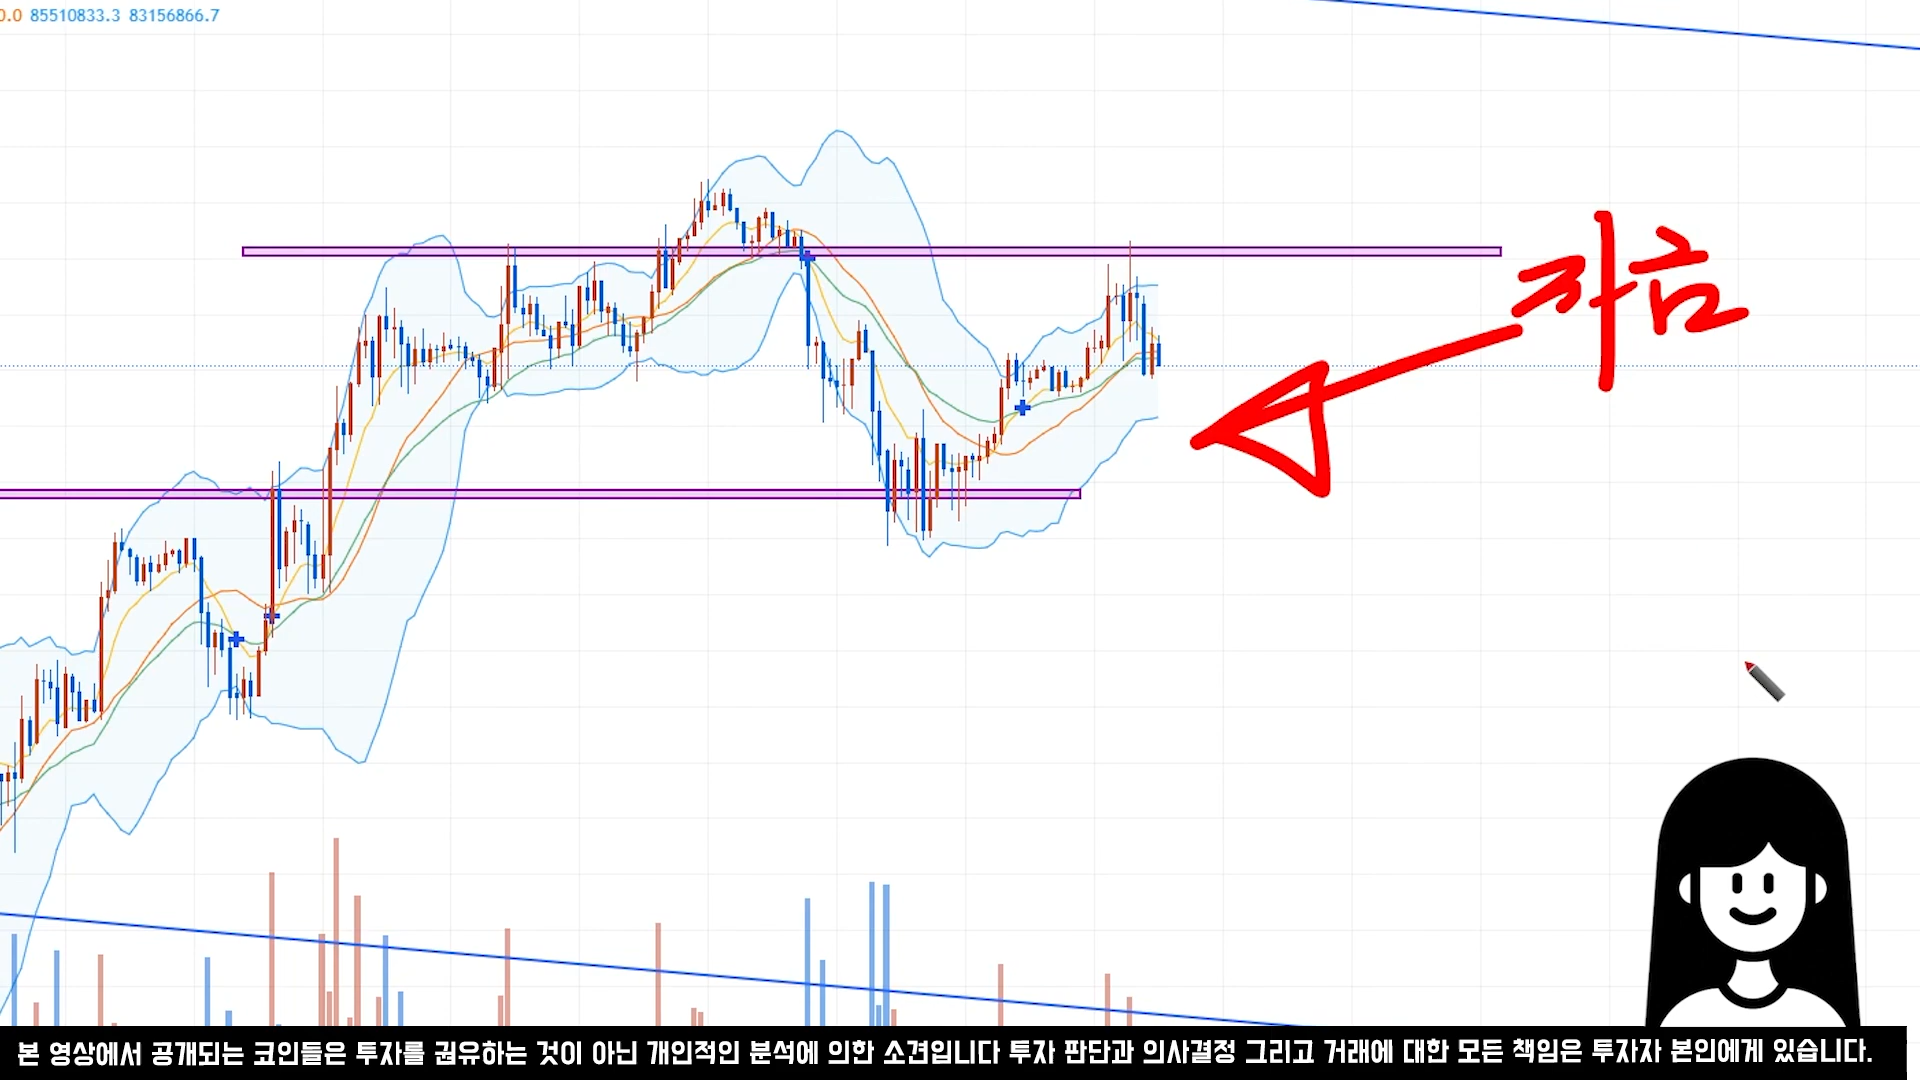 0.0 85510833.3 83156866.7
지금
본 영상에서 공개되는 코인들은 투자를 권유하는 것이 아닌 개인적인 분석에 의한 소견입니다 투자 판단과 의사결정 그리고 거래에 대한 모든 책임은 투자자 본인에게 있습니다.